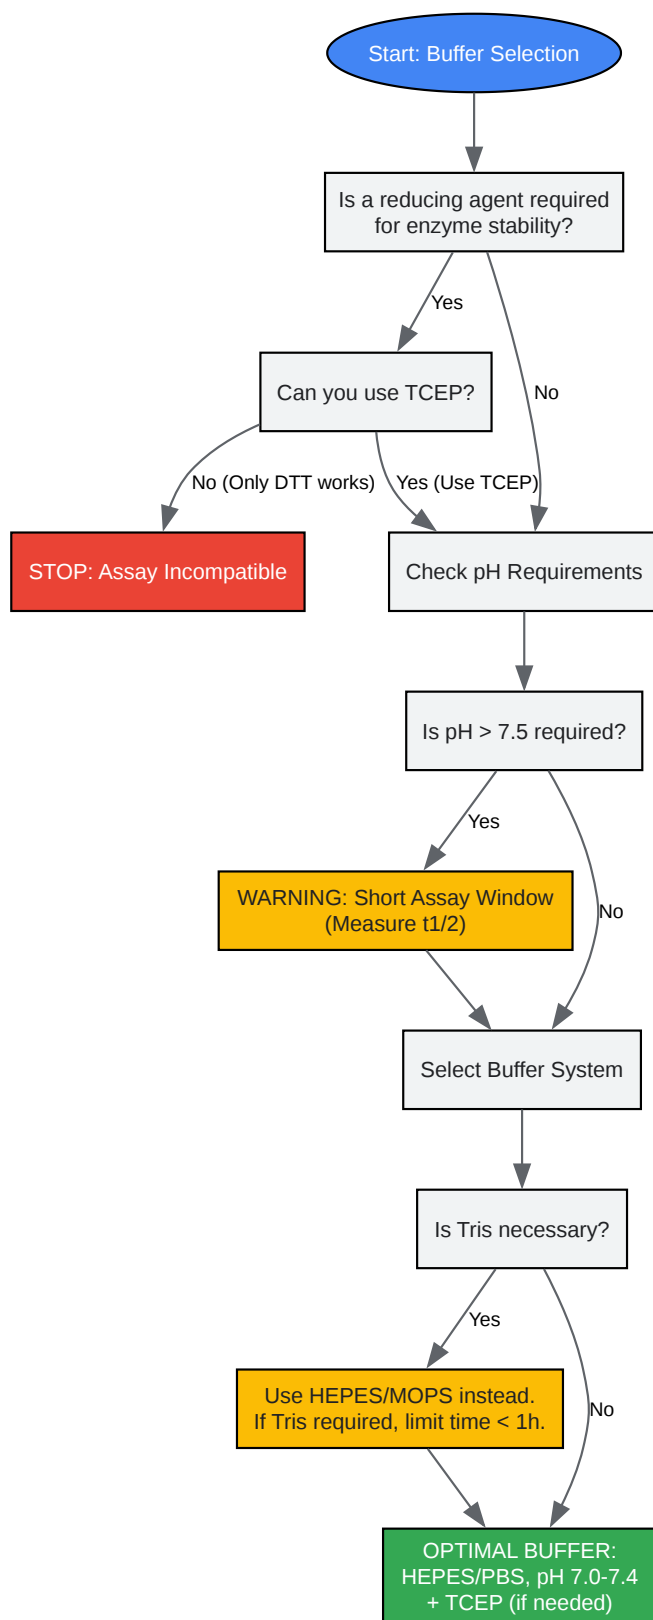 Start: Buffer Selection
Is a reducing agent required
for enzyme stability?
Yes
No
Can you use TCEP?
No (Only DTT works)
Yes (Use TCEP)
STOP: Assay Incompatible
Check pH Requirements
Is pH > 7.5 required?
Yes
No
WARNING: Short Assay Window
(Measure t1/2)
Select Buffer System
Is Tris necessary?
Yes
No
Use HEPES/MOPS instead.
If Tris required, limit time < 1h.
OPTIMAL BUFFER:
HEPES/PBS, pH 7.0-7.4
+ TCEP (if needed)